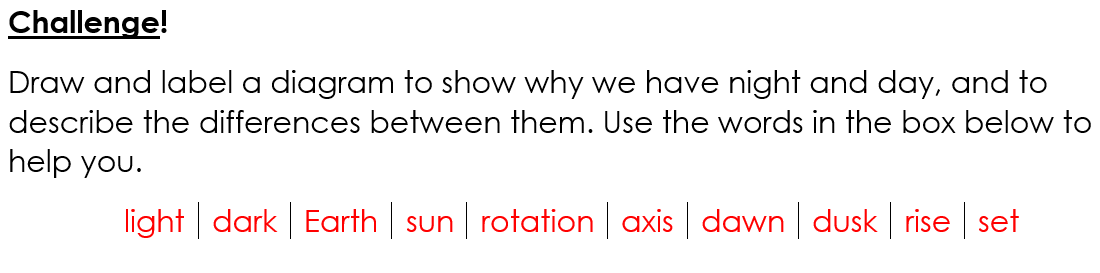 Challenge!
Draw and label a diagram to show why we have night and day, and to
describe the differences between them. Use the words in the box below to
help you.
light | dark | Earth | sun | rotation | axis | dawn | dusk | rise | set